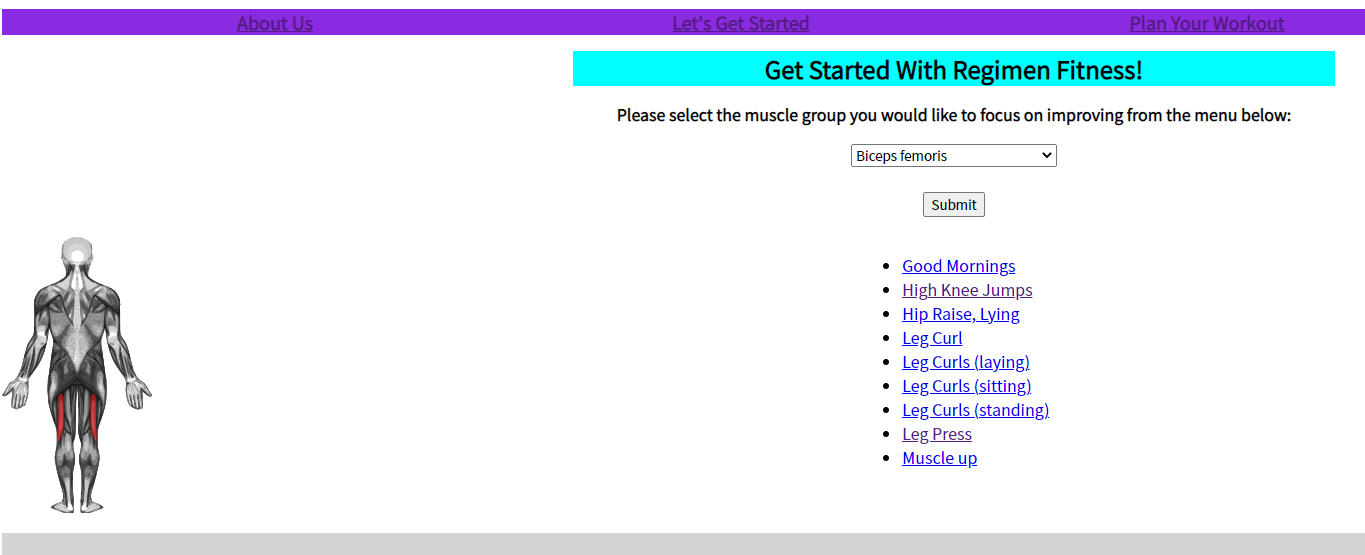 About Us Let's Get Started Plan Your Workout
Get Started With Regimen Fitness!
Please select the muscle group you would like to focus on improving from the menu below:
Biceps femoris
Submit
Good Mornings
High Knee Jumps
Hip Raise, Lying
Leg Curl
Leg Curls (laying)
Leg Curls (sitting)
Leg Curls (standing)
Leg Press
Muscle up